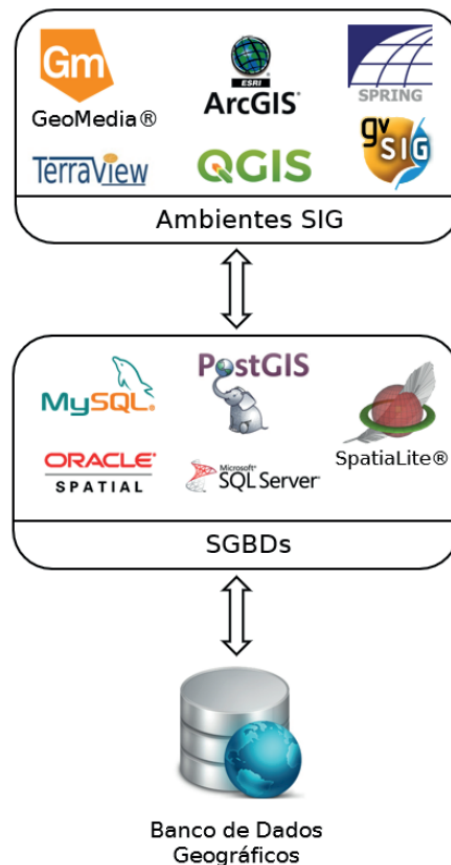 Gm
GeoMedia®
ESRI
ArcGIS®
SPRING
TerraView
QGIS
gv
SIG
Ambientes SIG
MySQL®
PostGIS
SpatiaLite®
ORACLE®
SPATIAL
Microsoft®
SQL Server®
SGBDs
Banco de Dados
Geográficos